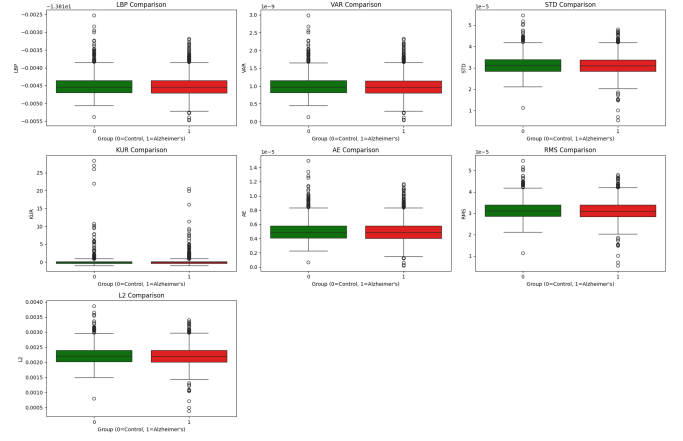 LBP Comparison
−1.381e1
−0.0025
−0.0030
−0.0035
−0.0040
−0.0045
−0.0050
−0.0055
LBP
0
1
Group (0=Control, 1=Alzheimer's)
VAR Comparison
1e−9
3.0
2.5
2.0
1.5
1.0
0.5
0.0
VAR
0
1
Group (0=Control, 1=Alzheimer's)
STD Comparison
1e−5
5
4
3
2
1
STD
0
1
Group (0=Control, 1=Alzheimer's)
KUR Comparison
25
20
15
10
5
0
KUR
0
1
Group (0=Control, 1=Alzheimer's)
AE Comparison
1e−5
1.4
1.2
1.0
0.8
0.6
0.4
0.2
0.0
AE
0
1
Group (0=Control, 1=Alzheimer's)
RMS Comparison
1e−5
5
4
3
2
1
RMS
0
1
Group (0=Control, 1=Alzheimer's)
L2 Comparison
0.0040
0.0035
0.0030
0.0025
0.0020
0.0015
0.0010
0.0005
L2
0
1
Group (0=Control, 1=Alzheimer's)